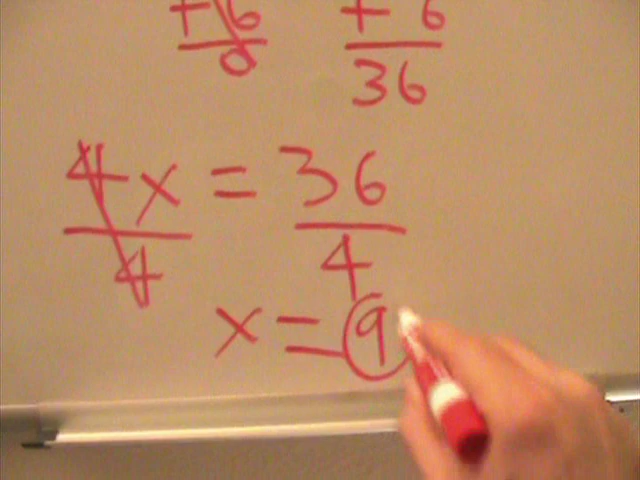 +6 +6
0 36
4x = 36
4 4
x = 9